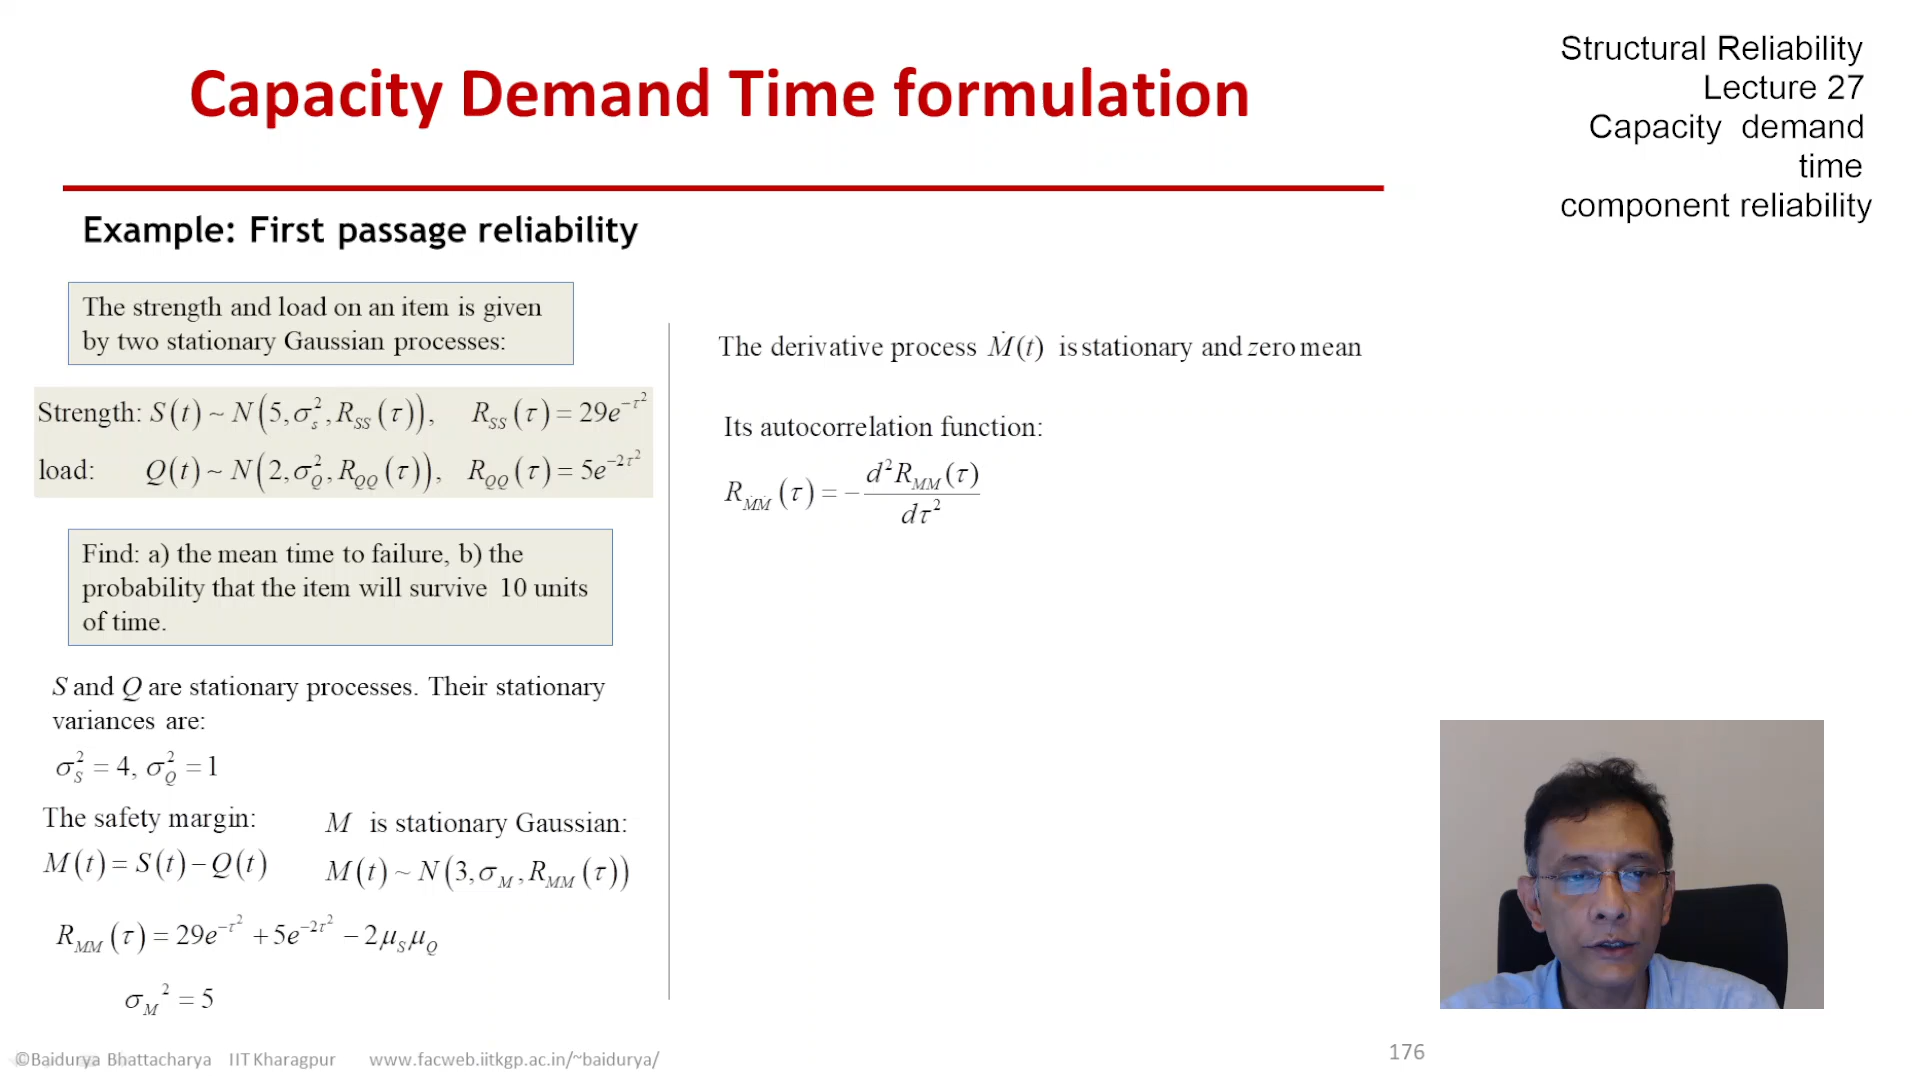 Capacity Demand Time formulation
Structural Reliability
Lecture 27
Capacity demand
time
component reliability
Example: First passage reliability
The strength and load on an item is given
by two stationary Gaussian processes:
Strength: S(t) ~ N(5, σ_s², R_SS(τ)), R_SS(τ) = 29e^{-τ²}
load: Q(t) ~ N(2, σ_Q², R_QQ(τ)), R_QQ(τ) = 5e^{-2τ²}
Find: a) the mean time to failure, b) the
probability that the item will survive 10 units
of time.
S and Q are stationary processes. Their stationary
variances are:
σ_S² = 4, σ_Q² = 1
The safety margin:
M(t) = S(t) − Q(t)
M is stationary Gaussian:
M(t) ~ N(3, σ_M, R_MM(τ))
R_MM(τ) = 29e^{-τ²} + 5e^{-2τ²} − 2μ_Sμ_Q
σ_M² = 5
The derivative process Ṁ(t) is stationary and zero mean
Its autocorrelation function:
R_ṀṀ(τ) = − d²R_MM(τ) / dτ²
©Baidurya Bhattacharya IIT Kharagpur www.facweb.iitkgp.ac.in/~baidurya/
176